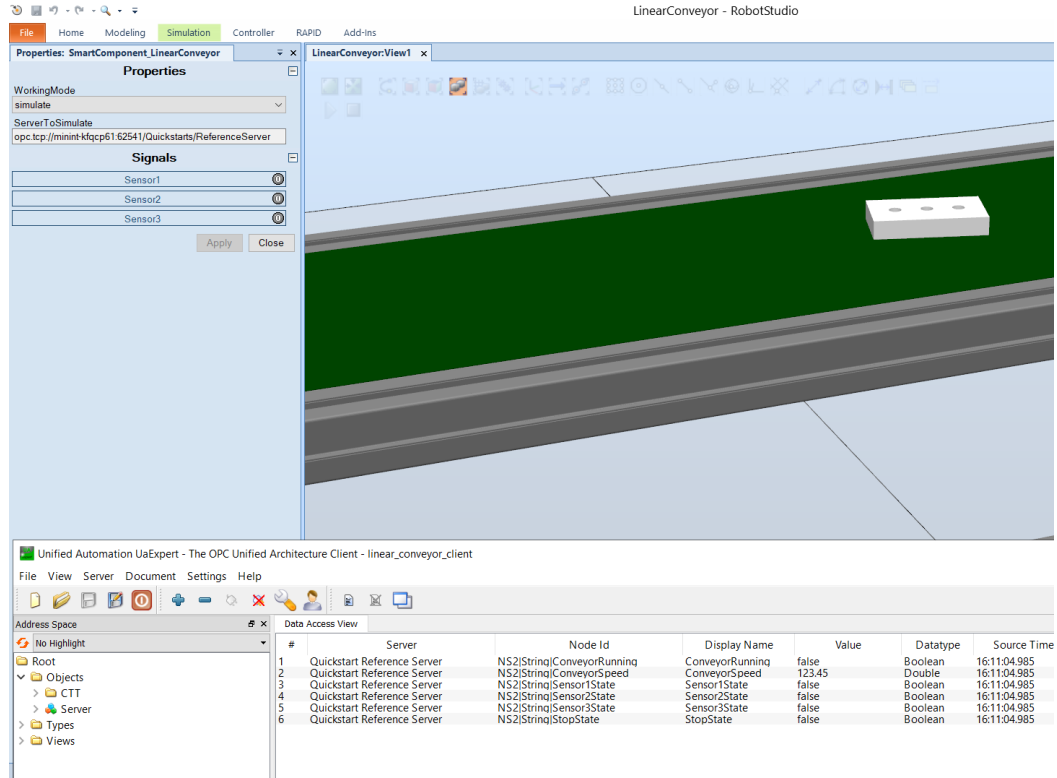 LinearConveyor - RobotStudio
File Home Modeling Simulation Controller RAPID Add-Ins
Properties: SmartComponent_LinearConveyor
LinearConveyor:View1 x
Properties
WorkingMode
simulate
ServerToSimulate
opc.tcp://minint-kfqcp61:62541/Quickstarts/ReferenceServer
Signals
Sensor1
Sensor2
Sensor3
Apply Close
Unified Automation UaExpert - The OPC Unified Architecture Client - linear_conveyor_client
File View Server Document Settings Help
Address Space
No Highlight
Root
Objects
CTT
Server
Types
Views
Data Access View
# Server Node Id Display Name Value Datatype Source Time
1 Quickstart Reference Server NS2|String|ConveyorRunning ConveyorRunning false Boolean 16:11:04.985
2 Quickstart Reference Server NS2|String|ConveyorSpeed ConveyorSpeed 123.45 Double 16:11:04.985
3 Quickstart Reference Server NS2|String|Sensor1State Sensor1State false Boolean 16:11:04.985
4 Quickstart Reference Server NS2|String|Sensor2State Sensor2State false Boolean 16:11:04.985
5 Quickstart Reference Server NS2|String|Sensor3State Sensor3State false Boolean 16:11:04.985
6 Quickstart Reference Server NS2|String|StopState StopState false Boolean 16:11:04.985